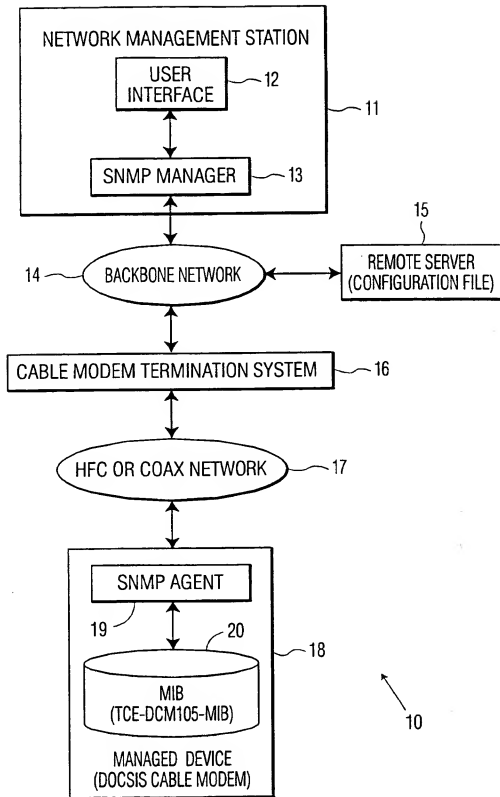 NETWORK MANAGEMENT STATION
USER
INTERFACE
12
11
SNMP MANAGER
13
15
14
BACKBONE NETWORK
REMOTE SERVER
(CONFIGURATION FILE)
CABLE MODEM TERMINATION SYSTEM
16
HFC OR COAX NETWORK
17
SNMP AGENT
19
20
18
MIB
(TCE-DCM105-MIB)
10
MANAGED DEVICE
(DOCSIS CABLE MODEM)